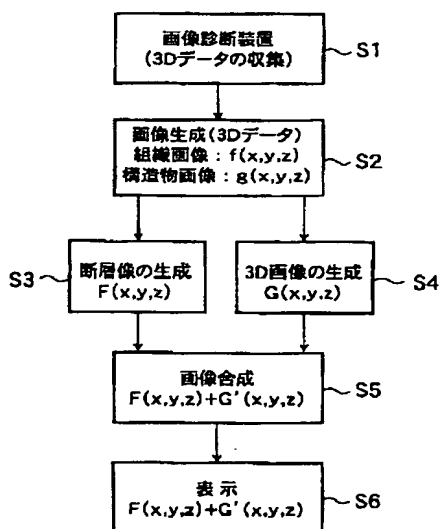 画像診断装置
(3Dデータの収集)
S1
画像生成(3Dデータ)
組織画像:f(x,y,z)
構造物画像:g(x,y,z)
S2
S3
断層像の生成
F(x,y,z)
3D画像の生成
G(x,y,z)
S4
画像合成
F(x,y,z)+G'(x,y,z)
S5
表示
F(x,y,z)+G'(x,y,z)
S6